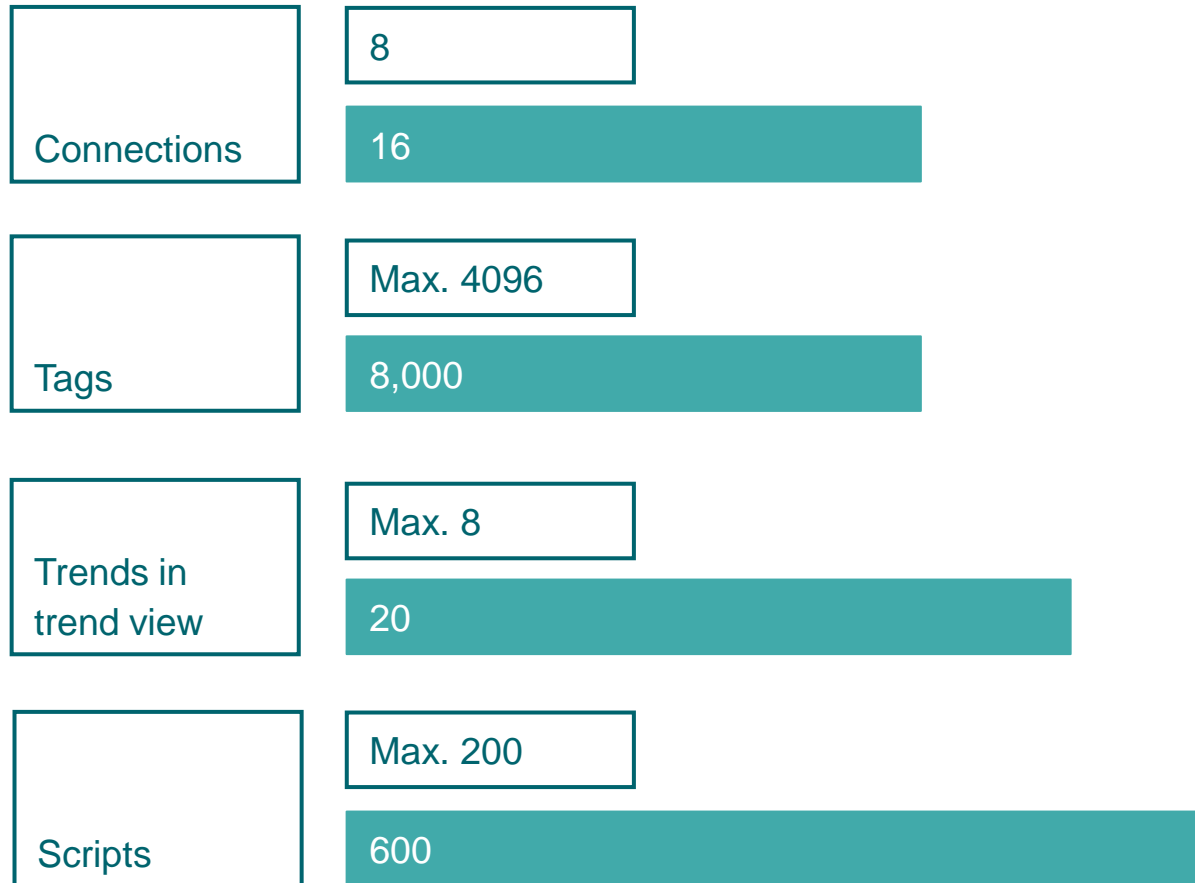 Connections
8
16
Tags
Max. 4096
8,000
Trends in
trend view
Max. 8
20
Scripts
Max. 200
600